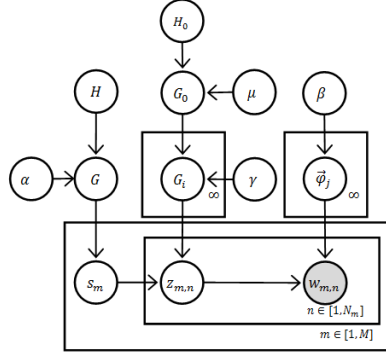 H₀
H G₀ μ β
α G Gᵢ ∞ γ φ⃗ⱼ ∞
sₘ zₘ,ₙ wₘ,ₙ
n ∈ [1, Nₘ]
m ∈ [1, M]